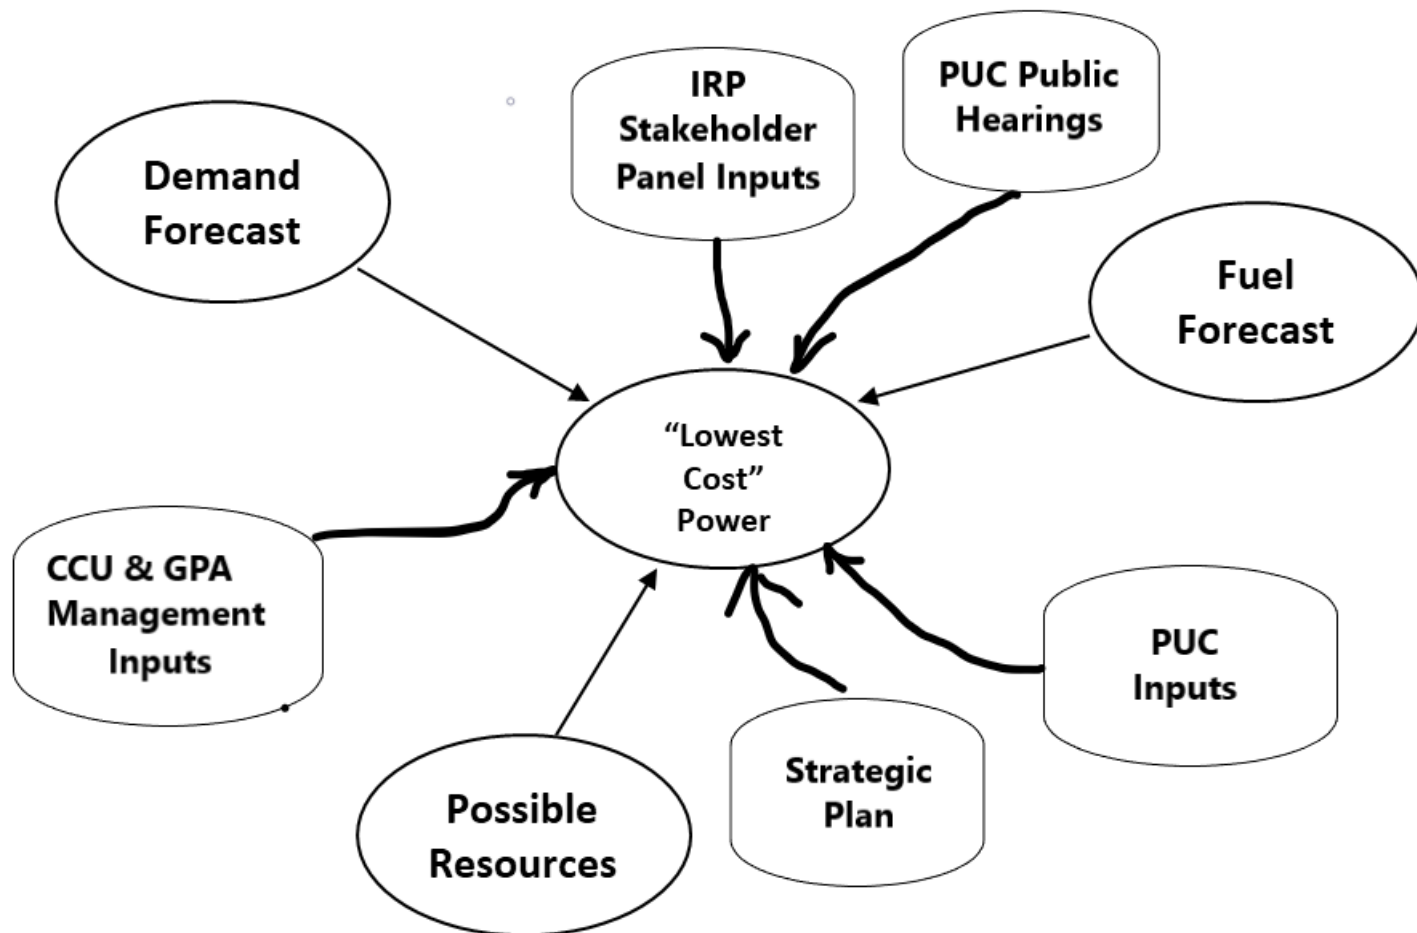 IRP
Stakeholder
Panel Inputs
PUC Public
Hearings
Demand
Forecast
Fuel
Forecast
“Lowest
Cost”
Power
CCU & GPA
Management
Inputs
PUC
Inputs
Strategic
Plan
Possible
Resources